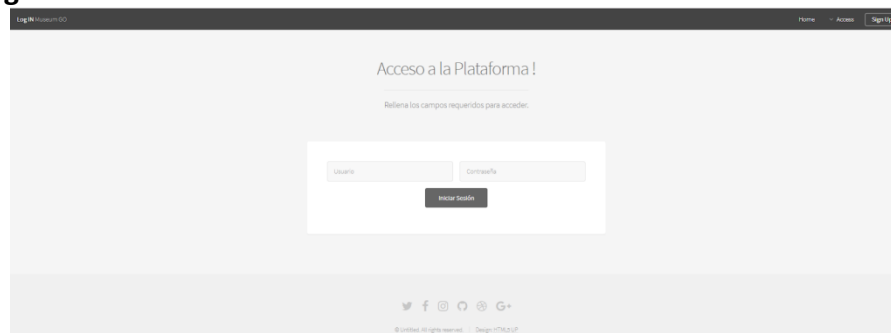 Log IN Museum GO
Home Access Sign Up
Acceso a la Plataforma !
Rellena los campos requeridos para acceder.
Usuario Contraseña
Iniciar Sesión
© Untitled. All rights reserved. Design: HTML5 UP